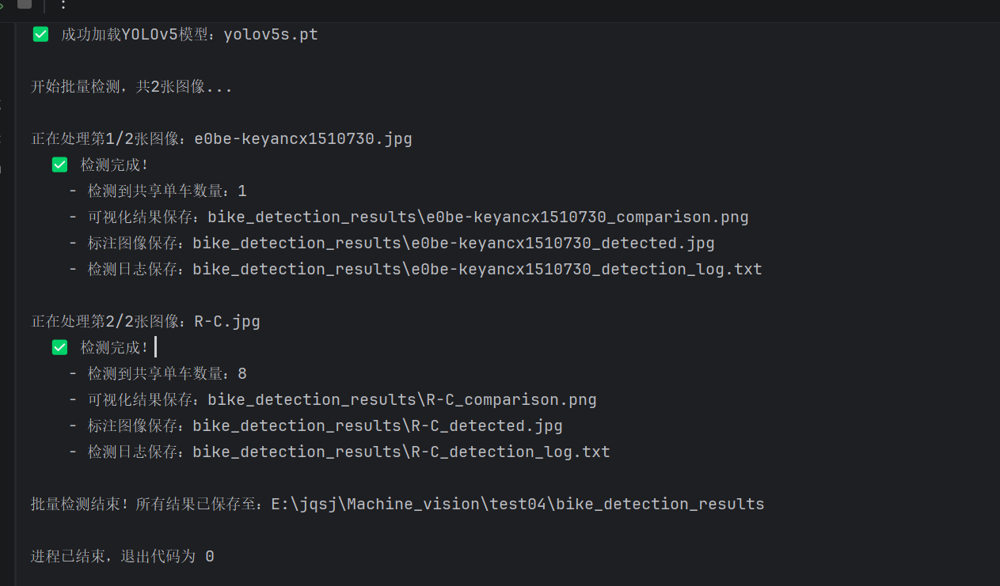 ✅ 成功加载YOLOv5模型：yolov5s.pt
开始批量检测，共2张图像...
正在处理第1/2张图像：e0be-keyancx1510730.jpg
✅ 检测完成！
- 检测到共享单车数量：1
- 可视化结果保存：bike_detection_results\e0be-keyancx1510730_comparison.png
- 标注图像保存：bike_detection_results\e0be-keyancx1510730_detected.jpg
- 检测日志保存：bike_detection_results\e0be-keyancx1510730_detection_log.txt
正在处理第2/2张图像：R-C.jpg
✅ 检测完成！
- 检测到共享单车数量：8
- 可视化结果保存：bike_detection_results\R-C_comparison.png
- 标注图像保存：bike_detection_results\R-C_detected.jpg
- 检测日志保存：bike_detection_results\R-C_detection_log.txt
批量检测结束！所有结果已保存至：E:\jqsj\Machine_vision\test04\bike_detection_results
进程已结束，退出代码为 0